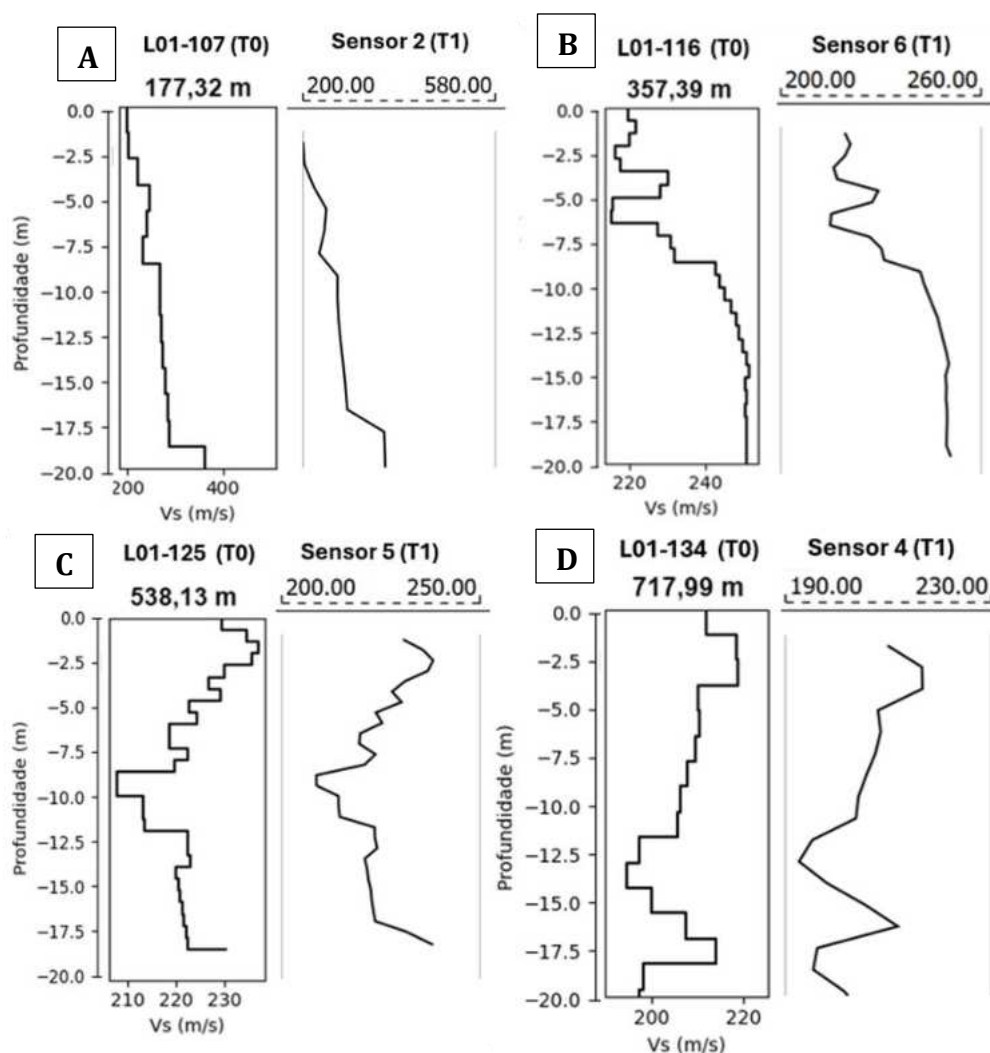 A
L01-107 (T0)
177,32 m
Sensor 2 (T1)
200.00 580.00
0.0
−2.5
−5.0
−7.5
−10.0
−12.5
−15.0
−17.5
−20.0
Profundidade (m)
200 400
Vs (m/s)
B
L01-116 (T0)
357,39 m
Sensor 6 (T1)
200.00 260.00
0.0
−2.5
−5.0
−7.5
−10.0
−12.5
−15.0
−17.5
−20.0
220 240
Vs (m/s)
C
L01-125 (T0)
538,13 m
Sensor 5 (T1)
200.00 250.00
0.0
−2.5
−5.0
−7.5
−10.0
−12.5
−15.0
−17.5
−20.0
Profundidade (m)
210 220 230
Vs (m/s)
D
L01-134 (T0)
717,99 m
Sensor 4 (T1)
190.00 230.00
0.0
−2.5
−5.0
−7.5
−10.0
−12.5
−15.0
−17.5
−20.0
Profundidade (m)
200 220
Vs (m/s)